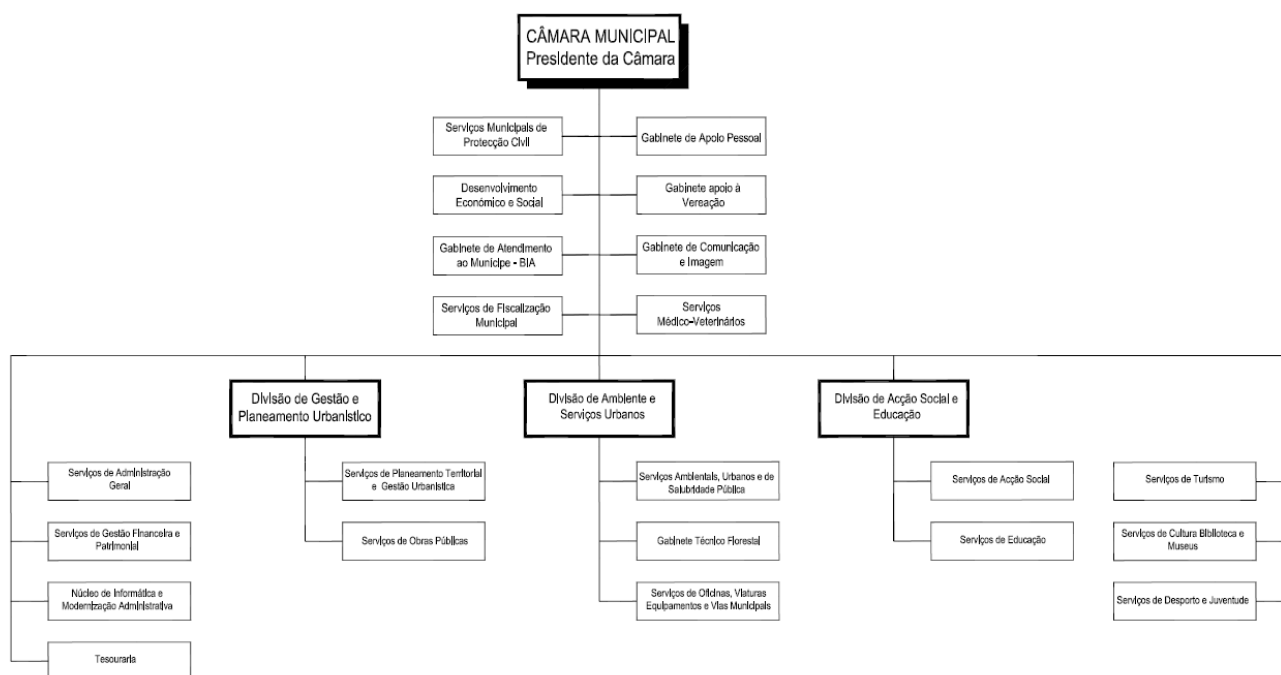 CÂMARA MUNICIPAL
Presidente da Câmara
Serviços Municipais de
Protecção Civil
Gabinete de Apoio Pessoal
Desenvolvimento
Económico e Social
Gabinete apoio à
Vereação
Gabinete de Atendimento
ao Munícipe - BIA
Gabinete de Comunicação
e Imagem
Serviços de Fiscalização
Municipal
Serviços
Médico-Veterinários
Divisão de Gestão e
Planeamento Urbanístico
Divisão de Ambiente e
Serviços Urbanos
Divisão de Acção Social e
Educação
Serviços de Administração
Geral
Serviços de Planeamento Territorial
e Gestão Urbanística
Serviços Ambientais, Urbanos e de
Salubridade Pública
Serviços de Acção Social
Serviços de Turismo
Serviços de Gestão Financeira e
Patrimonial
Serviços de Obras Públicas
Gabinete Técnico Florestal
Serviços de Educação
Serviços de Cultura Biblioteca e
Museus
Núcleo de Informática e
Modernização Administrativa
Serviços de Oficinas, Viaturas
Equipamentos e Vias Municipais
Serviços de Desporto e Juventude
Tesouraria